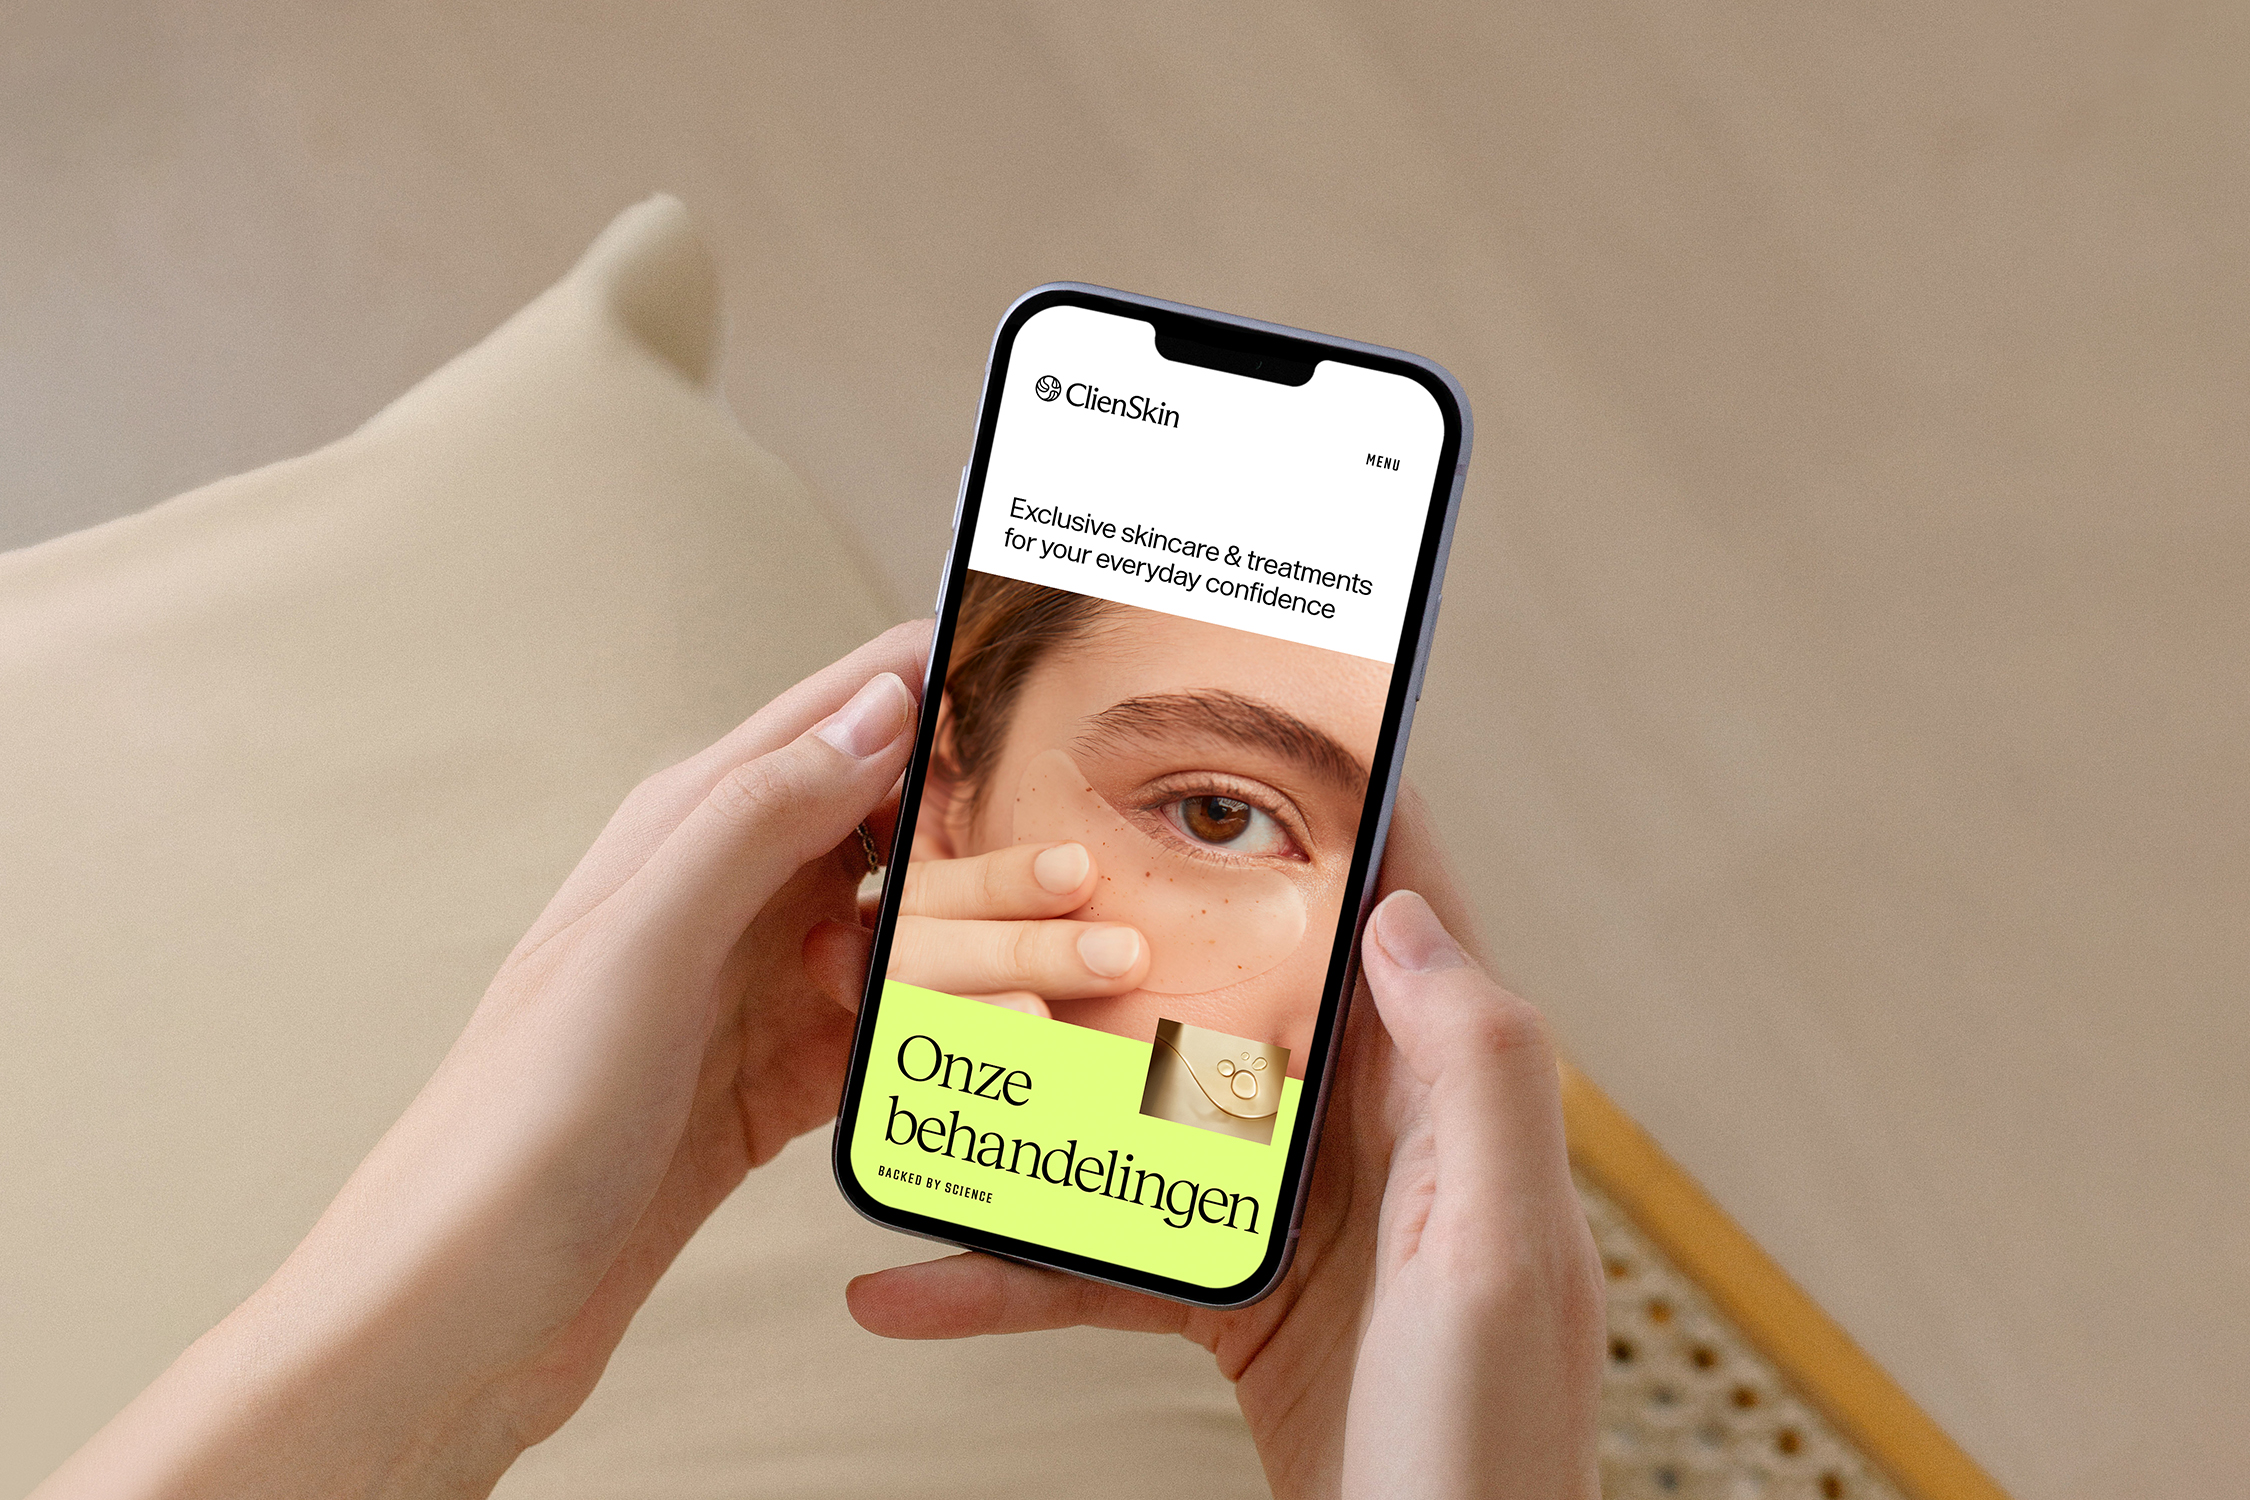 ClienSkin
MENU
Exclusive skincare & treatments
for your everyday confidence
Onze
behandelingen
BACKED BY SCIENCE